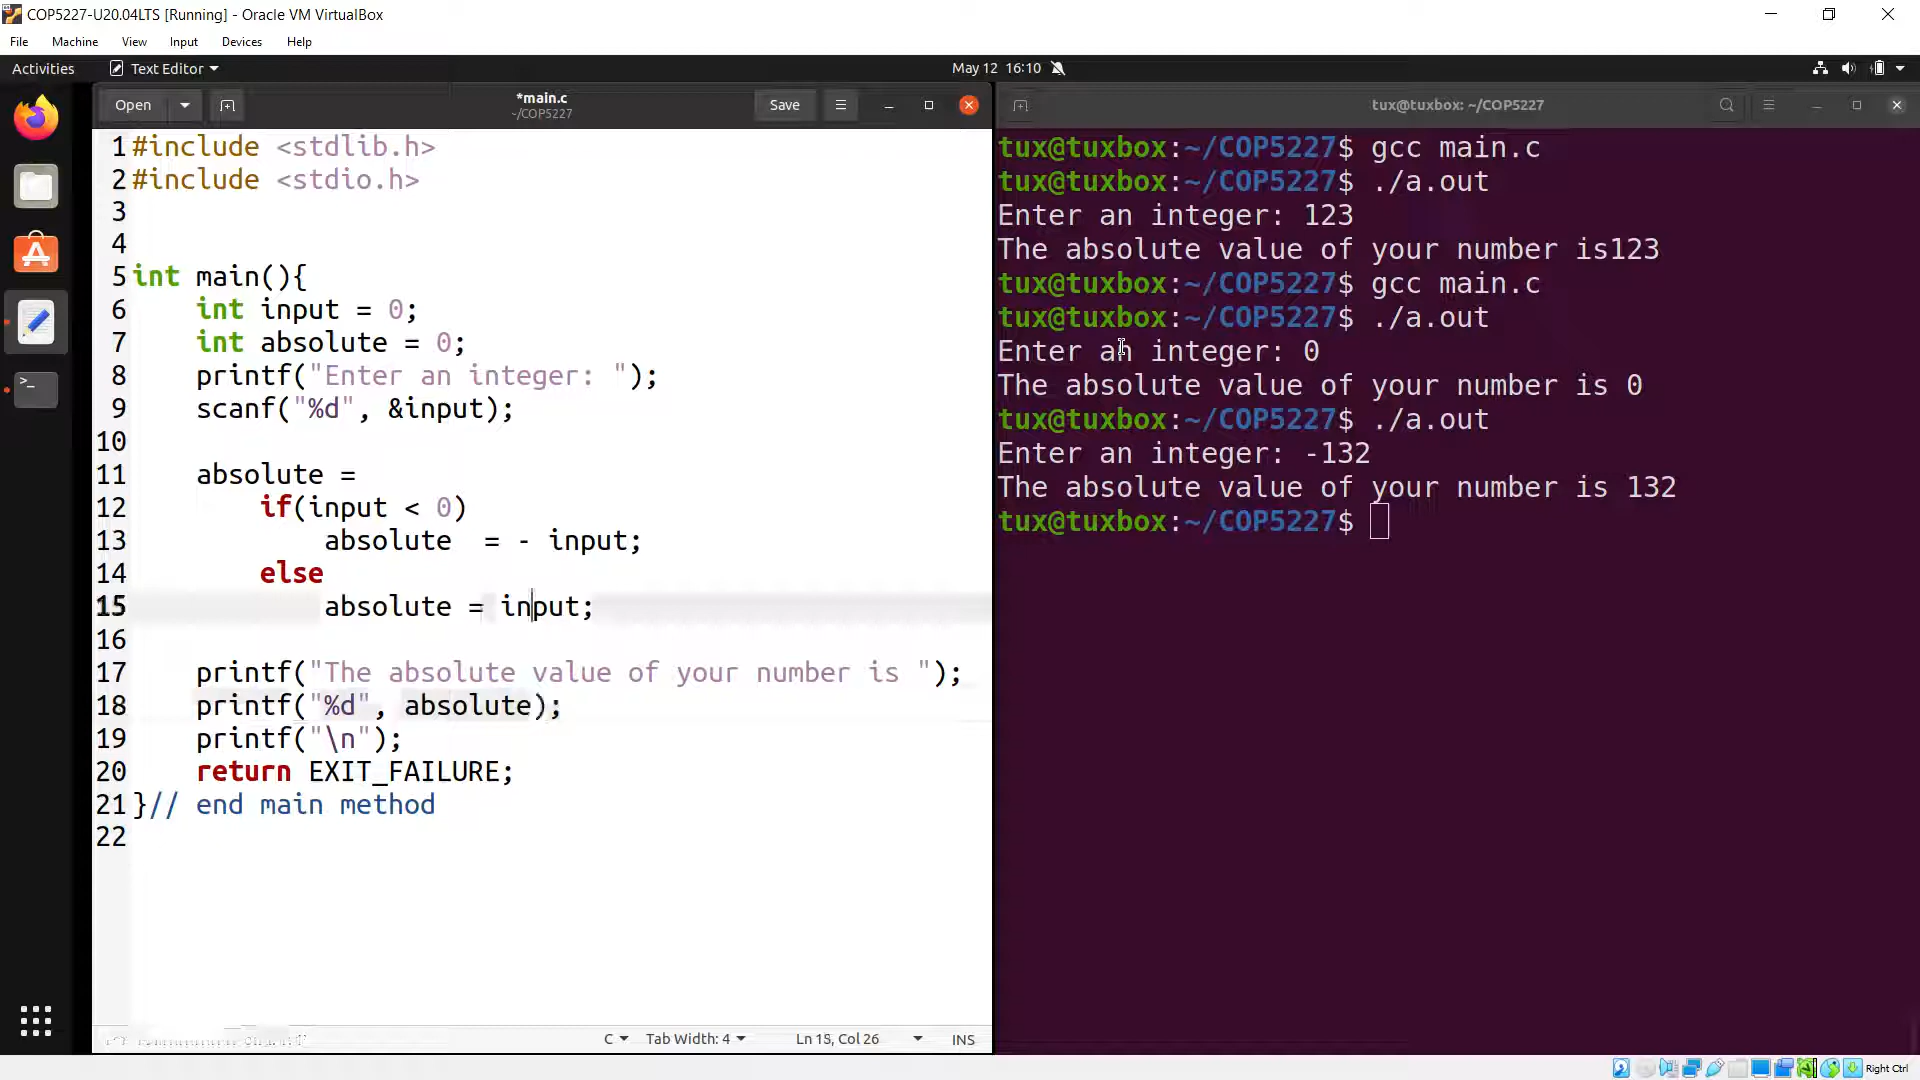 COP5227-U20.04LTS [Running] - Oracle VM VirtualBox
File Machine View Input Devices Help
Activities Text Editor May 12 16:10
Open *main.c Save
~/COP5227
tux@tuxbox: ~/COP5227
1 #include <stdlib.h>
2 #include <stdio.h>
3
4
5 int main(){
6     int input = 0;
7     int absolute = 0;
8     printf("Enter an integer: ");
9     scanf("%d", &input);
10
11     absolute =
12         if(input < 0)
13             absolute  = - input;
14         else
15             absolute = input;
16
17     printf("The absolute value of your number is ");
18     printf("%d", absolute);
19     printf("\n");
20     return EXIT_FAILURE;
21 }// end main method
22
C Tab Width: 4 Ln 15, Col 26 INS
tux@tuxbox:~/COP5227$ gcc main.c
tux@tuxbox:~/COP5227$ ./a.out
Enter an integer: 123
The absolute value of your number is123
tux@tuxbox:~/COP5227$ gcc main.c
tux@tuxbox:~/COP5227$ ./a.out
Enter an integer: 0
The absolute value of your number is 0
tux@tuxbox:~/COP5227$ ./a.out
Enter an integer: -132
The absolute value of your number is 132
tux@tuxbox:~/COP5227$
Right Ctrl